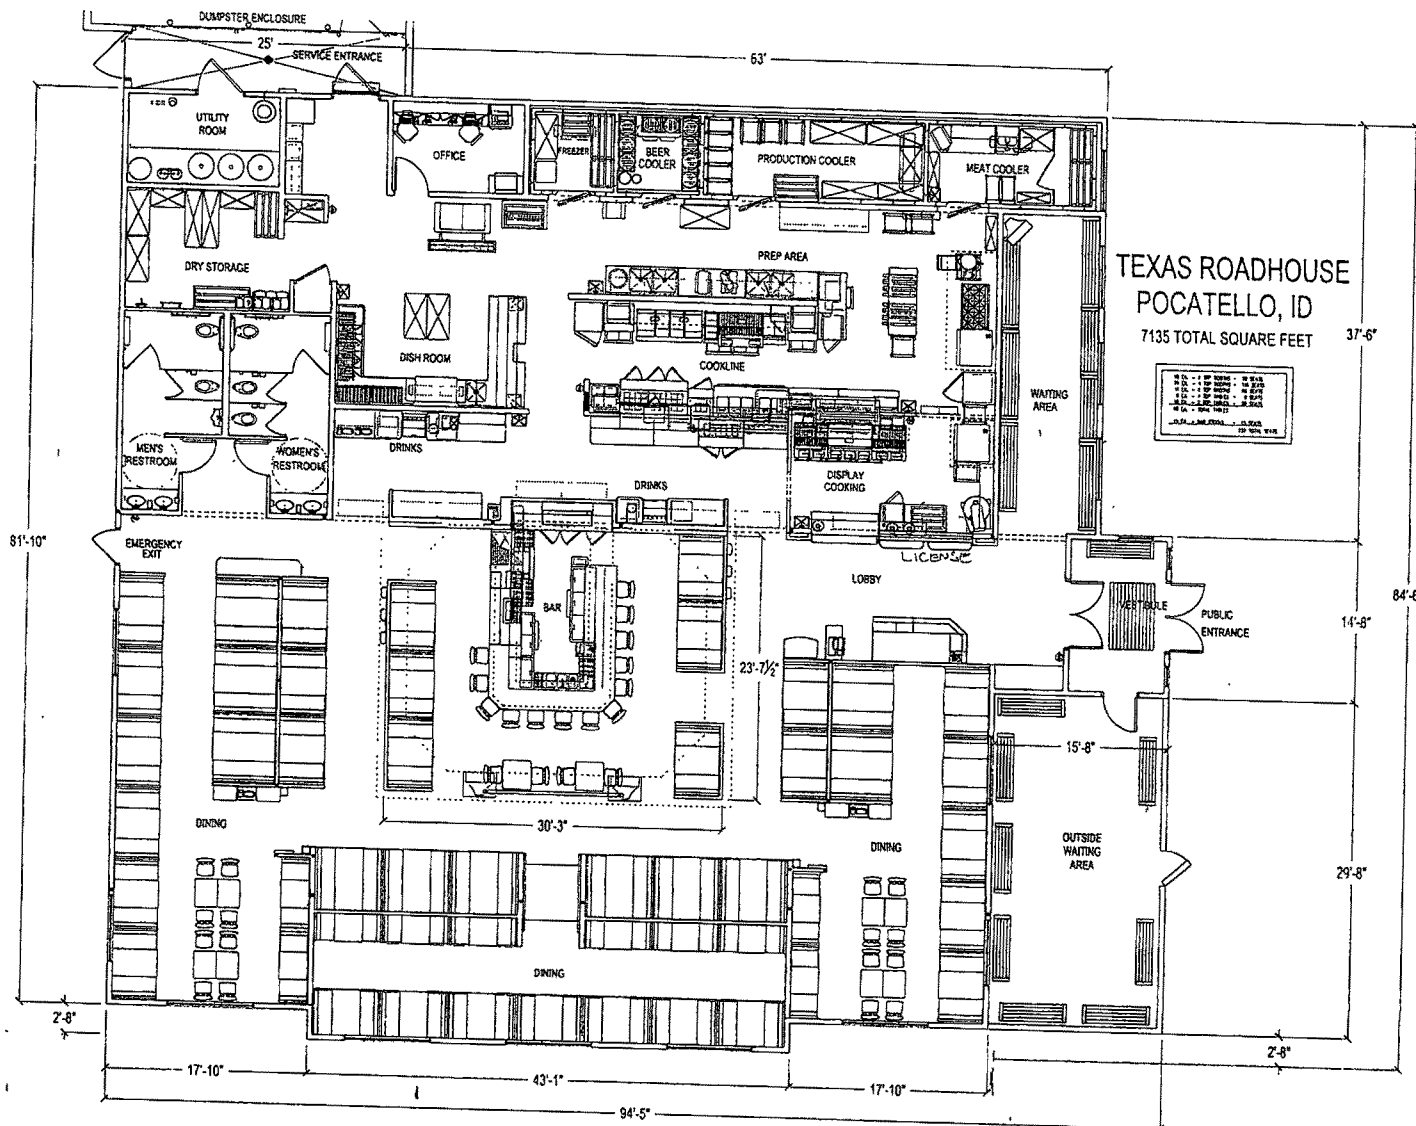 DUMPSTER ENCLOSURE
25'
SERVICE ENTRANCE
63'
UTILITY
ROOM
OFFICE
FREEZER
BEER
COOLER
PRODUCTION COOLER
MEAT COOLER
DRY STORAGE
PREP AREA
TEXAS ROADHOUSE
POCATELLO, ID
7135 TOTAL SQUARE FEET
37'-6"
DISH ROOM
COOKLINE
WAITING
AREA
DRINKS
MEN'S
RESTROOM
WOMEN'S
RESTROOM
DISPLAY
COOKING
DRINKS
81'-10"
EMERGENCY
EXIT
LICENSE
LOBBY
BAR
VESTIBULE
PUBLIC
ENTRANCE
14'-8"
23'-7½"
15'-8"
30'-3"
DINING
DINING
OUTSIDE
WAITING
AREA
29'-8"
DINING
2'-8"
2'-8"
17'-10"
43'-1"
17'-10"
94'-5"